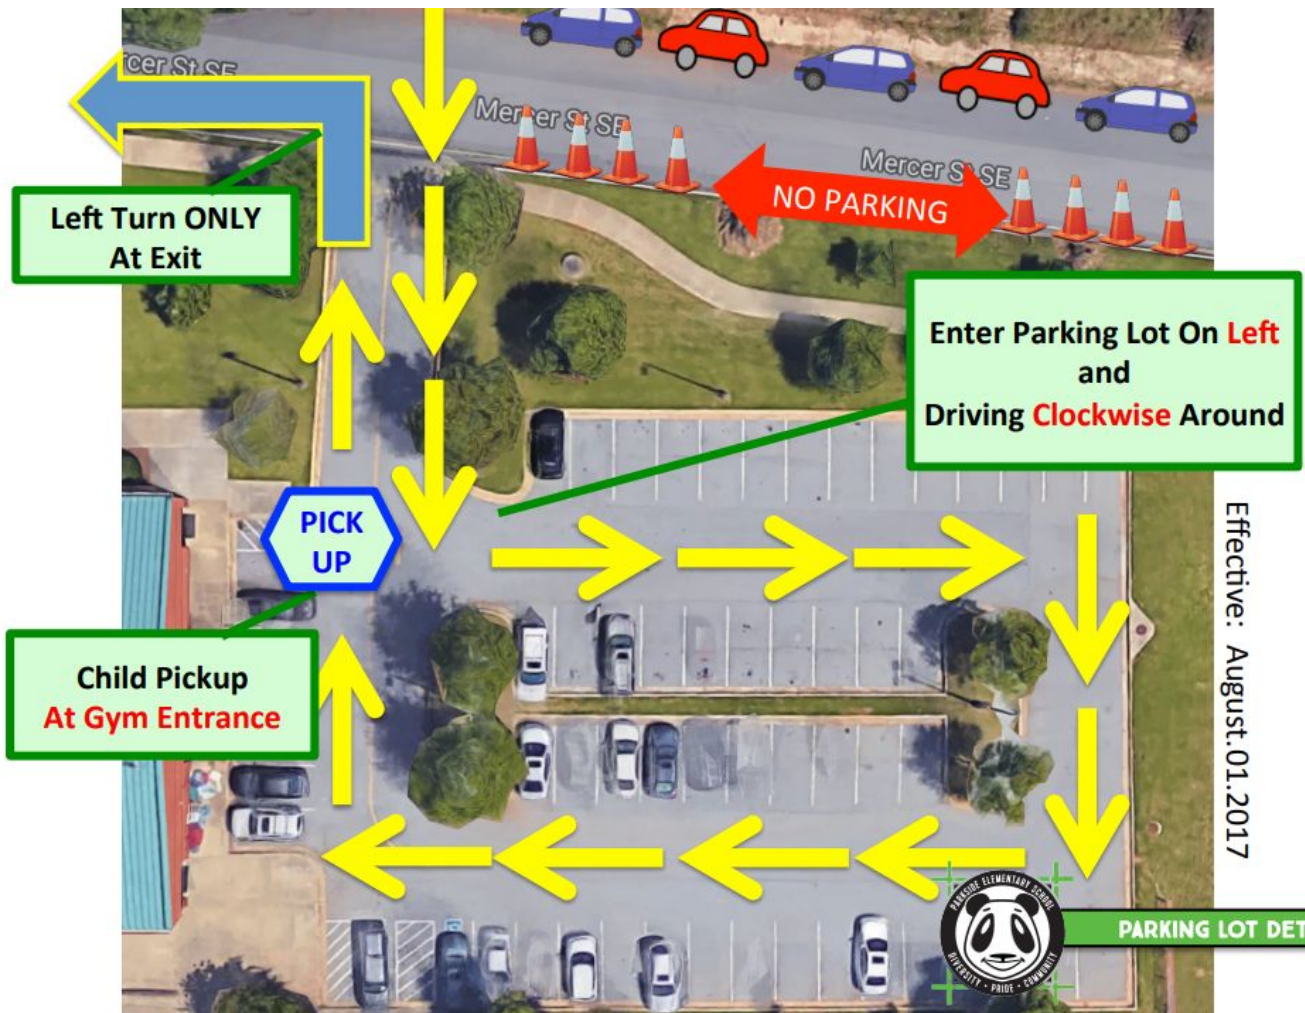 rcer St SE
Mercer St SE
Mercer St SE
NO PARKING
Left Turn ONLY
At Exit
Enter Parking Lot On Left
and
Driving Clockwise Around
PICK
UP
Child Pickup
At Gym Entrance
Effective: August.01.2017
PARKSIDE ELEMENTARY SCHOOL
DIVERSITY • PRIDE • COMMUNITY
PARKING LOT DET